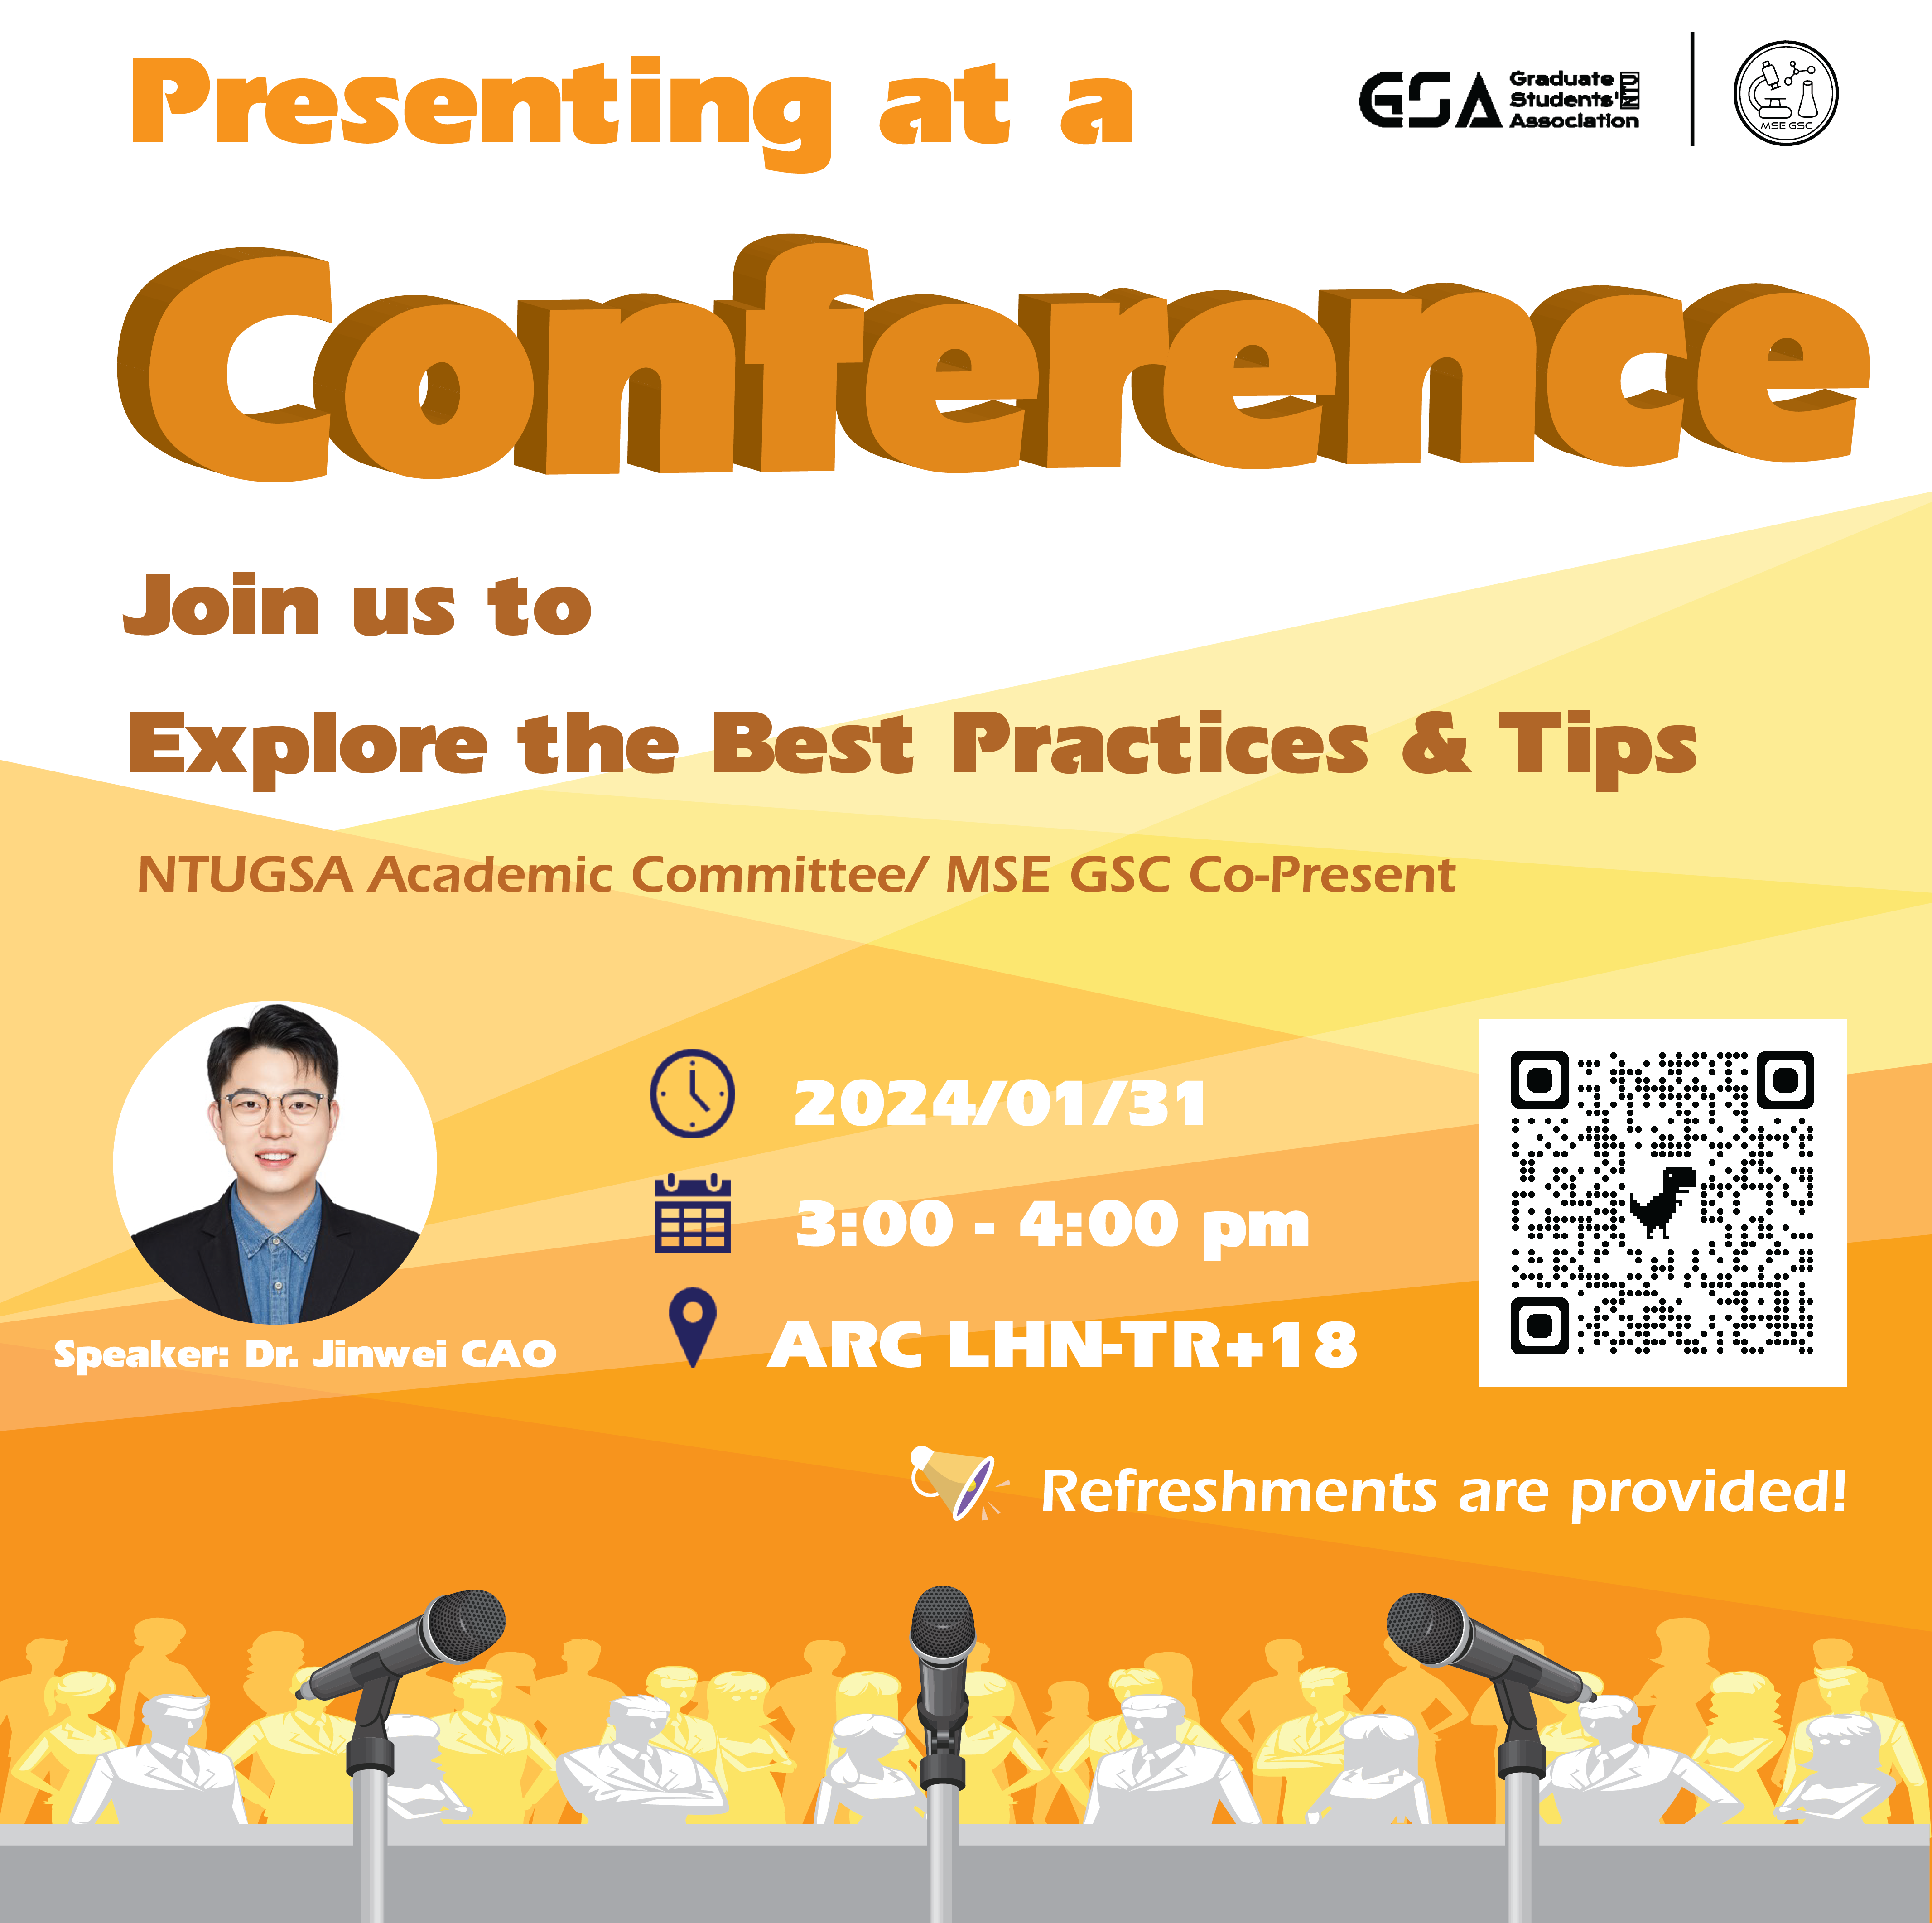 Presenting at a
GSA Graduate Students' Association NTU
MSE GSC
Conference
Join us to
Explore the Best Practices & Tips
NTUGSA Academic Committee/ MSE GSC Co-Present
2024/01/31
3:00 - 4:00 pm
ARC LHN-TR+18
Speaker: Dr. Jinwei CAO
Refreshments are provided!